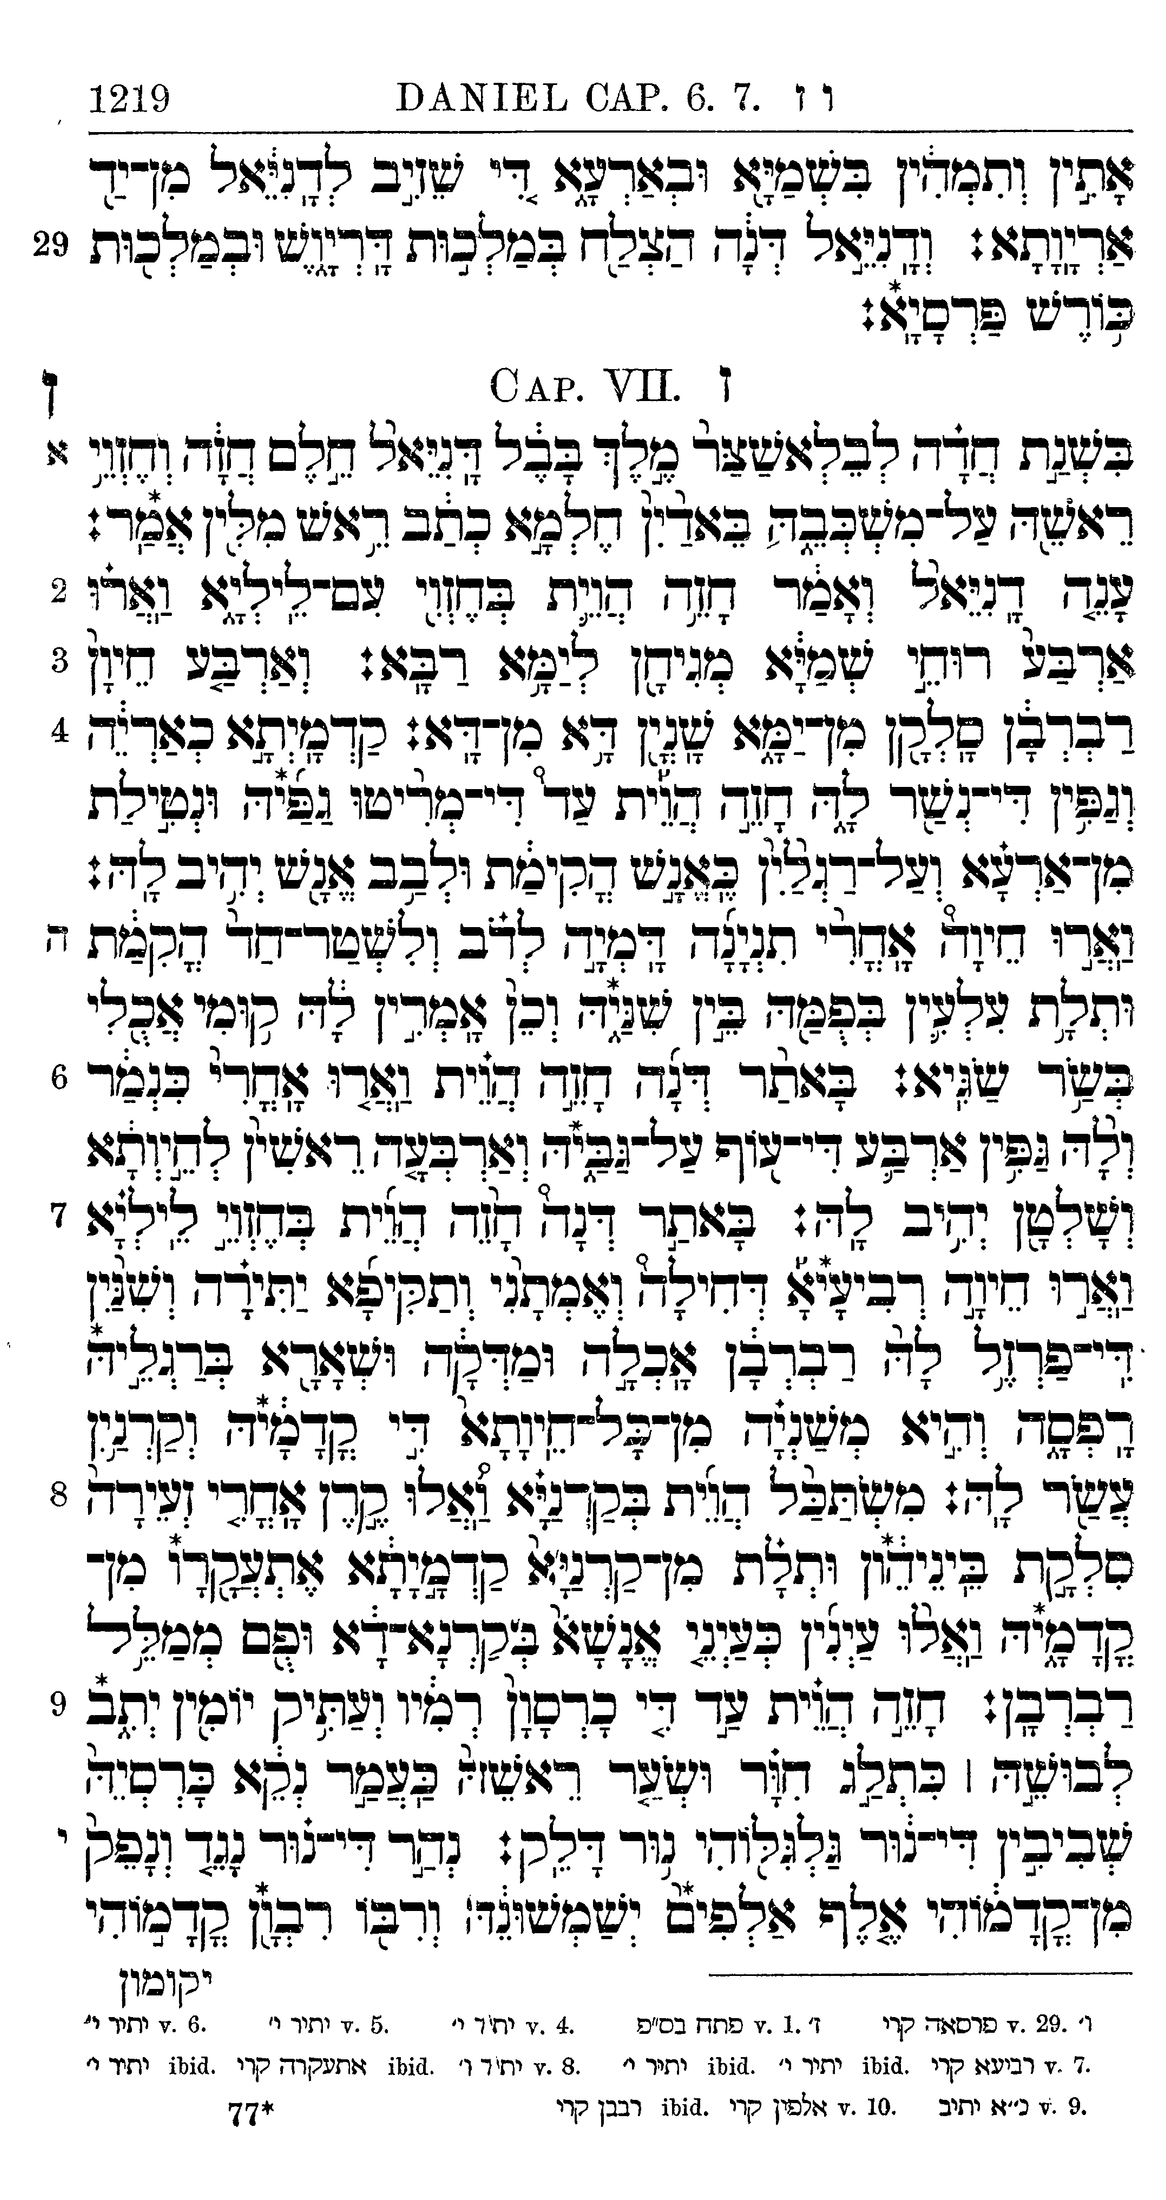 1219 DANIEL CAP. 6. 7. ו ז
אָתִ֣ין וְתִמְהִ֔ין בִּשְׁמַיָּ֖א וּבְאַרְעָ֑א דִּ֚י שֵׁזִ֣יב לְדָֽנִיֵּ֔אל מִן־יַ֖ד
29 אַרְיָוָתָֽא׃ וְדָנִיֵּ֣אל דְּנָ֔ה הַצְלַ֖ח בְּמַלְכ֣וּת דָּרְיָ֑וֶשׁ וּבְמַלְכ֖וּת
כּ֥וֹרֶשׁ פָּרְסָיָֽא׃
ז CAP. VII. ז
א בִּשְׁנַ֣ת חֲדָ֗ה לְבֵלְאשַׁצַּר֙ מֶ֣לֶךְ בָּבֶ֔ל דָּנִיֵּאל֙ חֵ֣לֶם חֲזָ֔ה וְחֶזְוֵ֥י
רֵאשֵׁ֖הּ עַֽל־מִשְׁכְּבֵ֑הּ בֵּאדַ֙יִן֙ חֶלְמָ֣א כְתַ֔ב רֵ֥אשׁ מִלִּ֖ין אֲמַֽר׃
2 עָנֵ֤ה דָֽנִיֵּאל֙ וְאָמַ֔ר חָזֵ֥ה הֲוֵ֛ית בְּחֶזְוִ֖י עִם־לֵֽילְיָ֑א וַאֲר֗וּ
3 אַרְבַּע֙ רוּחֵ֣י שְׁמַיָּ֔א מְגִיחָ֖ן לְיַמָּ֥א רַבָּֽא׃ וְאַרְבַּ֤ע חֵיוָן֙
4 רַבְרְבָ֔ן סָלְקָ֖ן מִן־יַמָּ֑א שָׁנְיָ֖ן דָּ֥א מִן־דָּֽא׃ קַדְמָיְתָ֣א כְאַרְיֵ֔ה
וְגַפִּ֥ין דִּֽי־נְשַׁ֖ר לַ֑הּ חָזֵ֣ה הֲוֵ֡ית עַד֩ דִּי־מְּרִ֨יטוּ גַפַּ֜יהּ וּנְטִ֣ילַת
מִן־אַרְעָ֗א וְעַל־רַגְלַ֙יִן֙ כֶּאֱנָ֣שׁ הֳקִימַ֔ת וּלְבַ֥ב אֱנָ֖שׁ יְהִ֥יב לַֽהּ׃
ה וַאֲר֣וּ חֵיוָה֩ אָחֳרִ֨י תִנְיָנָ֜ה דָּמְיָ֣ה לְדֹ֗ב וְלִשְׂטַר־חַד֙ הֳקִמַ֔ת
וּתְלָ֥ת עִלְעִ֛ין בְּפֻמַּ֖הּ בֵּ֣ין שִׁנַּ֑יהּ וְכֵן֙ אָמְרִ֣ין לַ֔הּ ק֥וּמִי אֲכֻ֖לִי
6 בְּשַׂ֥ר שַׂגִּֽיא׃ בָּאתַ֨ר דְּנָ֜ה חָזֵ֣ה הֲוֵ֗ית וַאֲר֤וּ אָֽחֳרִי֙ כִּנְמַ֔ר
וְלַ֨הּ גַּפִּ֥ין אַרְבַּ֛ע דִּי־ע֖וֹף עַל־גַּבַּ֑יהּ וְאַרְבְּעָ֤ה רֵאשִׁין֙ לְחֵ֣יוְתָ֔א
7 וְשָׁלְטָ֖ן יְהִ֥יב לַֽהּ׃ בָּאתַ֣ר דְּנָה֩ חָזֵ֨ה הֲוֵ֜ית בְּחֶזְוֵ֣י לֵֽילְיָ֗א
וַאֲר֣וּ חֵיוָ֣ה רְֽבִיעָיָ֡א דְּחִילָה֩ וְאֶמְתָּנִ֨י וְתַקִּיפָ֜א יַתִּ֗ירָה וְשִׁנַּ֨יִן
דִּֽי־פַרְזֶ֥ל לַהּ֙ רַבְרְבָ֔ן אָֽכְלָ֣ה וּמַדְּקָ֔ה וּשְׁאָרָ֖א בְּרַגְלַ֣יהּ
רָפְסָ֑ה וְהִ֣יא מְשַׁנְּיָ֗ה מִן־כָּל־חֵֽיוָתָא֙ דִּ֣י קָֽדָמַ֔יהּ וְקַרְנַ֥יִן
8 עֲשַׂ֖ר לַֽהּ׃ מִשְׂתַּכַּ֨ל הֲוֵ֜ית בְּקַרְנַיָּ֗א וַ֠אֲלוּ קֶ֣רֶן אָחֳרִ֤י זְעֵירָה֙
סִלְקָ֣ת בֵּֽינֵיה֔וֹן וּתְלָ֗ת מִן־קַרְנַיָּא֙ קַדְמָ֣יָתָ֔א אֶתְעֲקַ֖רָו מִן־
קֳדָמַ֑יהּ וַאֲל֨וּ עַיְנִ֜ין כְּעַיְנֵ֤י אֲנָשָׁא֙ בְּקַרְנָא־דָ֔א וּפֻ֖ם מְמַלִּ֥ל
9 רַבְרְבָֽן׃ חָזֵ֣ה הֲוֵ֗ית עַ֣ד דִּ֤י כָרְסָוָן֙ רְמִ֔יו וְעַתִּ֥יק יוֹמִ֖ין יְתִ֑ב
לְבוּשֵׁ֣הּ ׀ כִּתְלַ֣ג חִוָּ֗ר וּשְׂעַ֤ר רֵאשֵׁהּ֙ כַּעֲמַ֣ר נְקֵ֔א כָּרְסְיֵהּ֙
י שְׁבִיבִ֣ין דִּי־נ֔וּר גַּלְגִּלּ֖וֹהִי נ֥וּר דָּלִֽק׃ נְהַ֣ר דִּי־נ֗וּר נָגֵ֤ד וְנָפֵק֙
מִן־קֳדָמ֔וֹהִי אֶ֤לֶף אַלְפִים֙ יְשַׁמְּשׁוּנֵּ֔הּ וְרִבּ֥וֹ רִבְוָ֖ן קָֽדָמ֣וֹהִי
יקומון
ו׳ v. 29. פרסאה קרי ז׳ v. 1. פתח בס״פ v. 4. יתיר י׳ v. 5. יתיר י׳ v. 6. יתיר י׳
v. 7. רביעא קרי ibid. יתיר י׳ ibid. יתיר י׳ v. 8. יתיר ו׳ ibid. אתעקרה קרי ibid. יתיר י׳
v. 9. כ״א יתיב v. 10. אלפין קרי ibid. רבבן קרי
77*